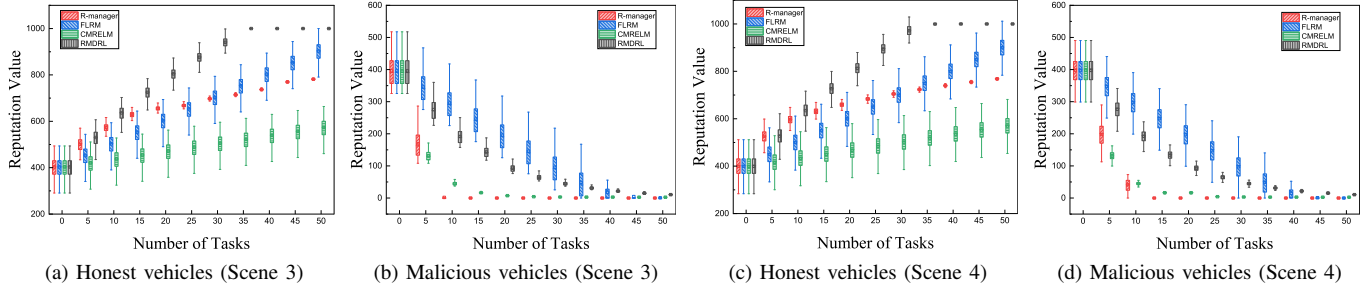 1000
800
600
400
200
Reputation Value
R-manager
FLRM
CMRELM
RMDRL
0 5 10 15 20 25 30 35 40 45 50
Number of Tasks
(a) Honest vehicles (Scene 3)
600
500
400
300
200
100
0
Reputation Value
R-manager
FLRM
CMRELM
RMDRL
0 5 10 15 20 25 30 35 40 50
Number of Tasks
(b) Malicious vehicles (Scene 3)
1000
800
600
400
200
Reputation Value
R-manager
FLRM
CMRELM
RMDRL
0 5 10 15 20 25 30 35 40 45 50
Number of Tasks
(c) Honest vehicles (Scene 4)
600
500
400
300
200
100
0
Reputation Value
R-manager
FLRM
CMRELM
RMDRL
0 5 10 15 20 25 30 35 40 45 50
Number of Tasks
(d) Malicious vehicles (Scene 4)